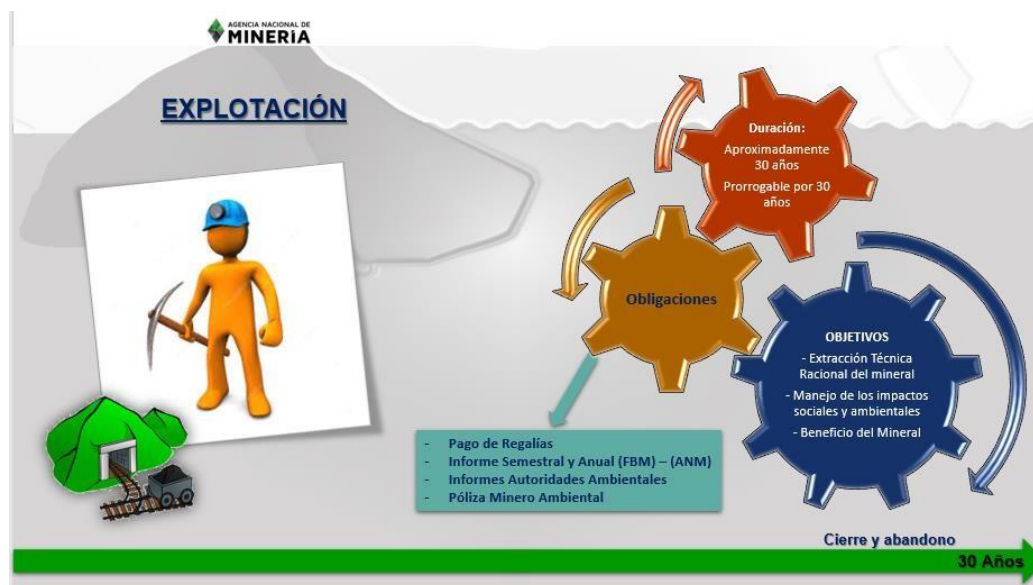 AGENCIA NACIONAL DE
MINERÍA
EXPLOTACIÓN
Duración:
Aproximadamente
30 años
Prorrogable por 30
años
Obligaciones
OBJETIVOS
- Extracción Técnica
Racional del mineral
- Manejo de los impactos
sociales y ambientales
- Beneficio del Mineral
- Pago de Regalías
- Informe Semestral y Anual (FBM) – (ANM)
- Informes Autoridades Ambientales
- Póliza Minero Ambiental
Cierre y abandono
30 Años